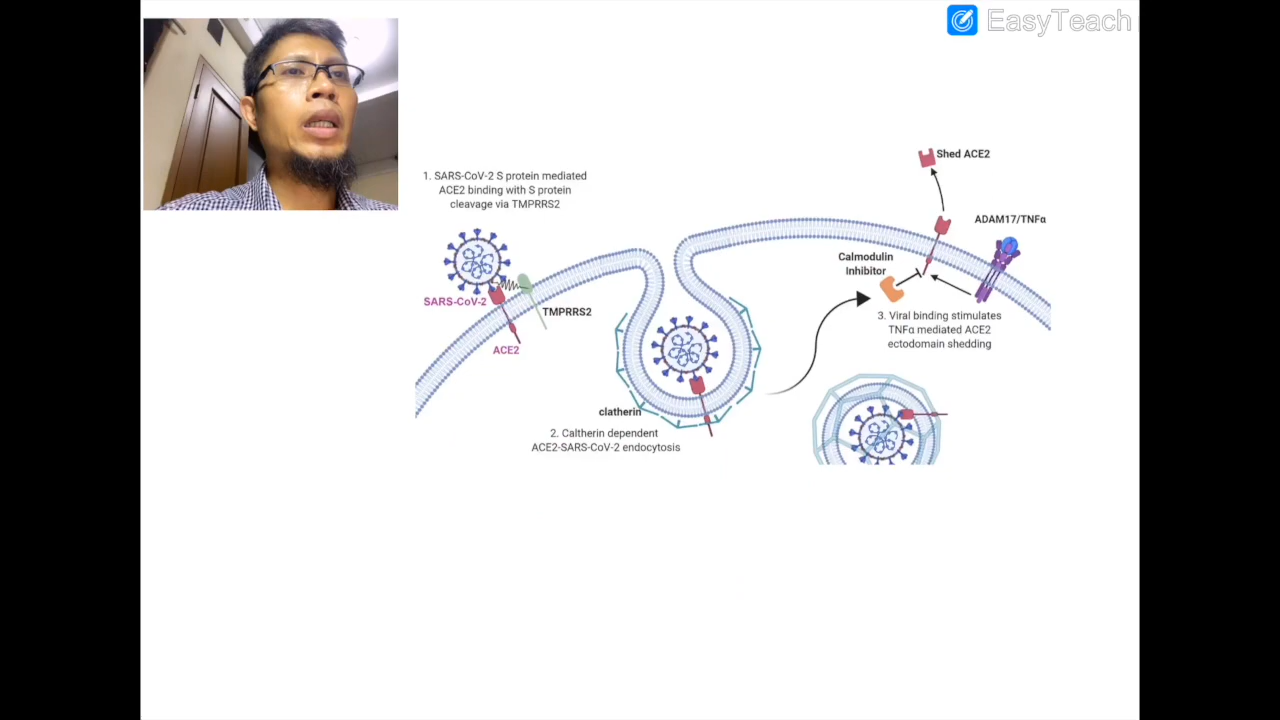 EasyTeach
Shed ACE2
1. SARS-CoV-2 S protein mediated
ACE2 binding with S protein
cleavage via TMPRRS2
ADAM17/TNFα
Calmodulin
Inhibitor
SARS-CoV-2
TMPRRS2
3. Viral binding stimulates
TNFα mediated ACE2
ectodomain shedding
ACE2
clatherin
2. Caltherin dependent
ACE2-SARS-CoV-2 endocytosis